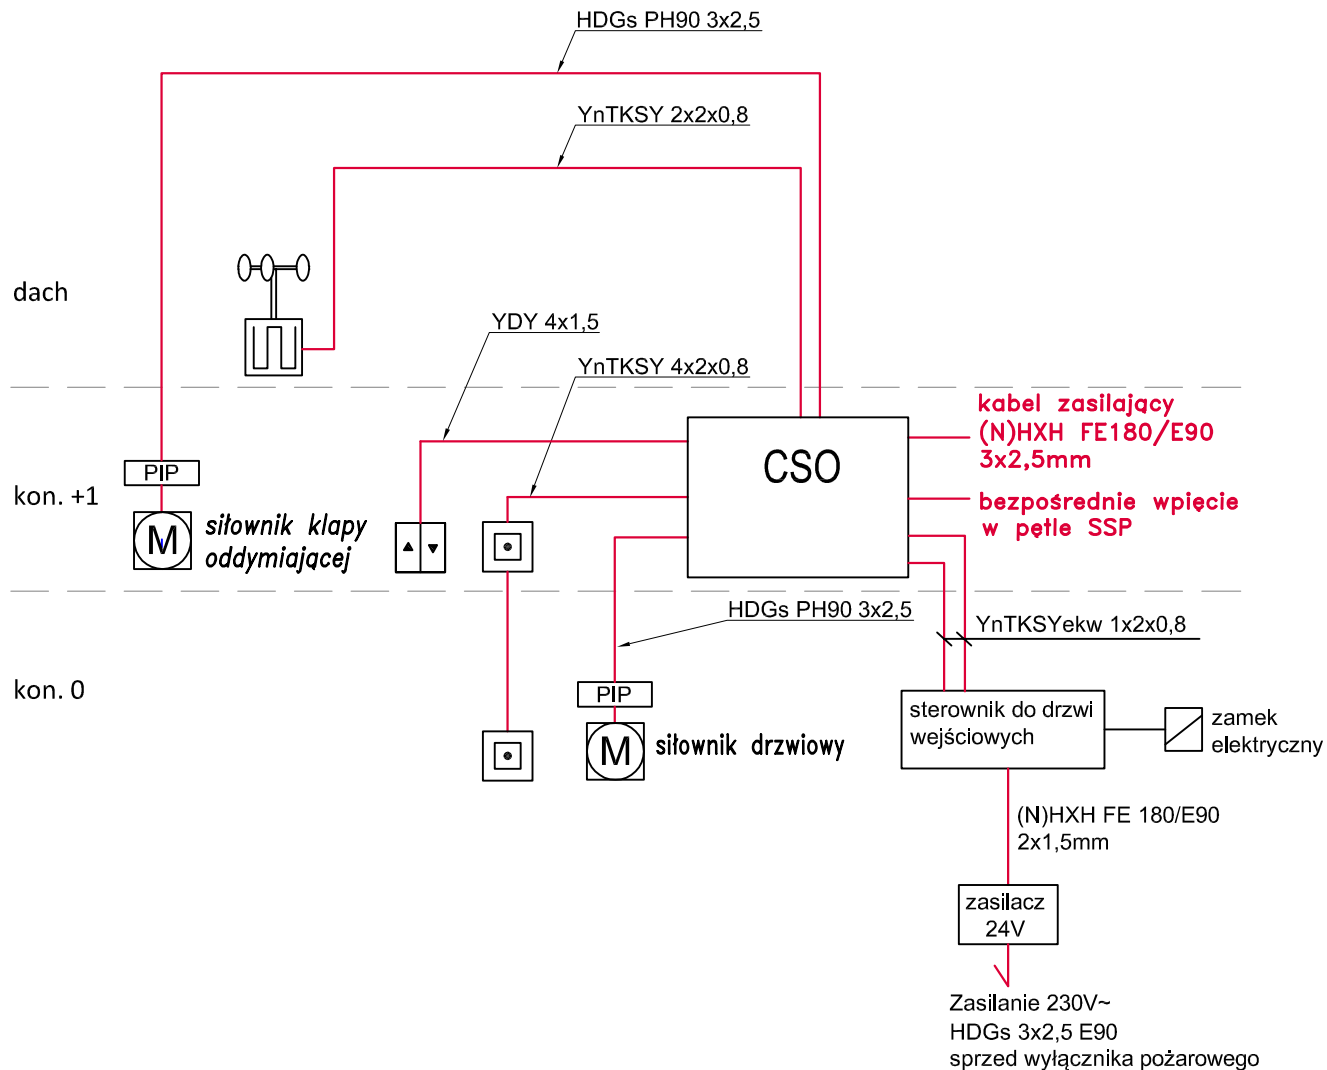 HDGs PH90 3x2,5
YnTKSY 2x2x0,8
dach
YDY 4x1,5
YnTKSY 4x2x0,8
kabel zasilający
(N)HXH FE180/E90
3x2,5mm
CSO
PIP
kon. +1
bezpośrednie wpięcie
w pętle SSP
M
siłownik klapy
oddymiającej
HDGs PH90 3x2,5
YnTKSYekw 1x2x0,8
kon. 0
PIP
M
siłownik drzwiowy
sterownik do drzwi
wejściowych
zamek
elektryczny
(N)HXH FE 180/E90
2x1,5mm
zasilacz
24V
Zasilanie 230V~
HDGs 3x2,5 E90
sprzed wyłącznika pożarowego